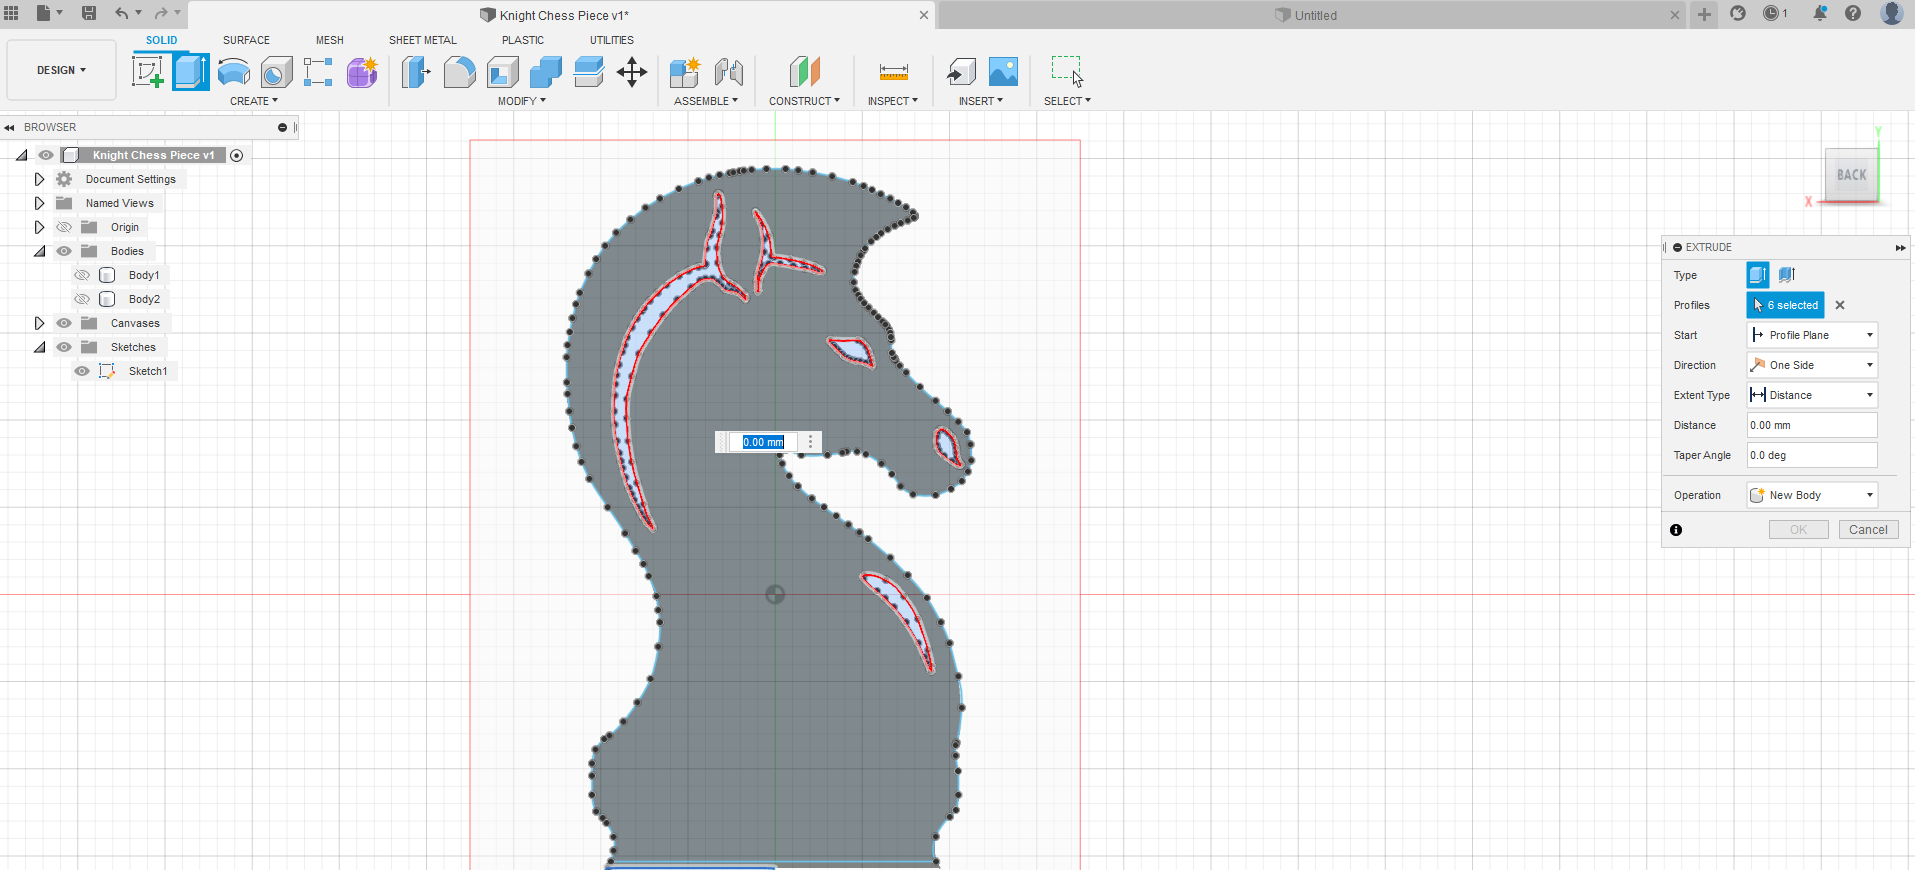 Knight Chess Piece v1*
Untitled
1
DESIGN
SOLID
SURFACE
MESH
SHEET METAL
PLASTIC
UTILITIES
CREATE
MODIFY
ASSEMBLE
CONSTRUCT
INSPECT
INSERT
SELECT
BROWSER
Knight Chess Piece v1
Document Settings
Named Views
Origin
Bodies
Body1
Body2
Canvases
Sketches
Sketch1
0.00 mm
Y
BACK
X
EXTRUDE
Type
Profiles 6 selected
Start Profile Plane
Direction One Side
Extent Type Distance
Distance 0.00 mm
Taper Angle 0.0 deg
Operation New Body
OK Cancel